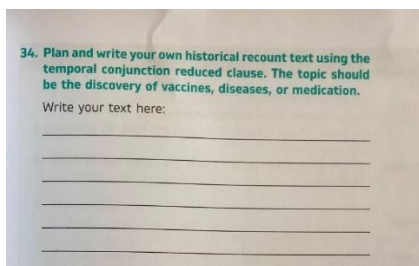 34. Plan and write your own historical recount text using the
temporal conjunction reduced clause. The topic should
be the discovery of vaccines, diseases, or medication.
Write your text here: